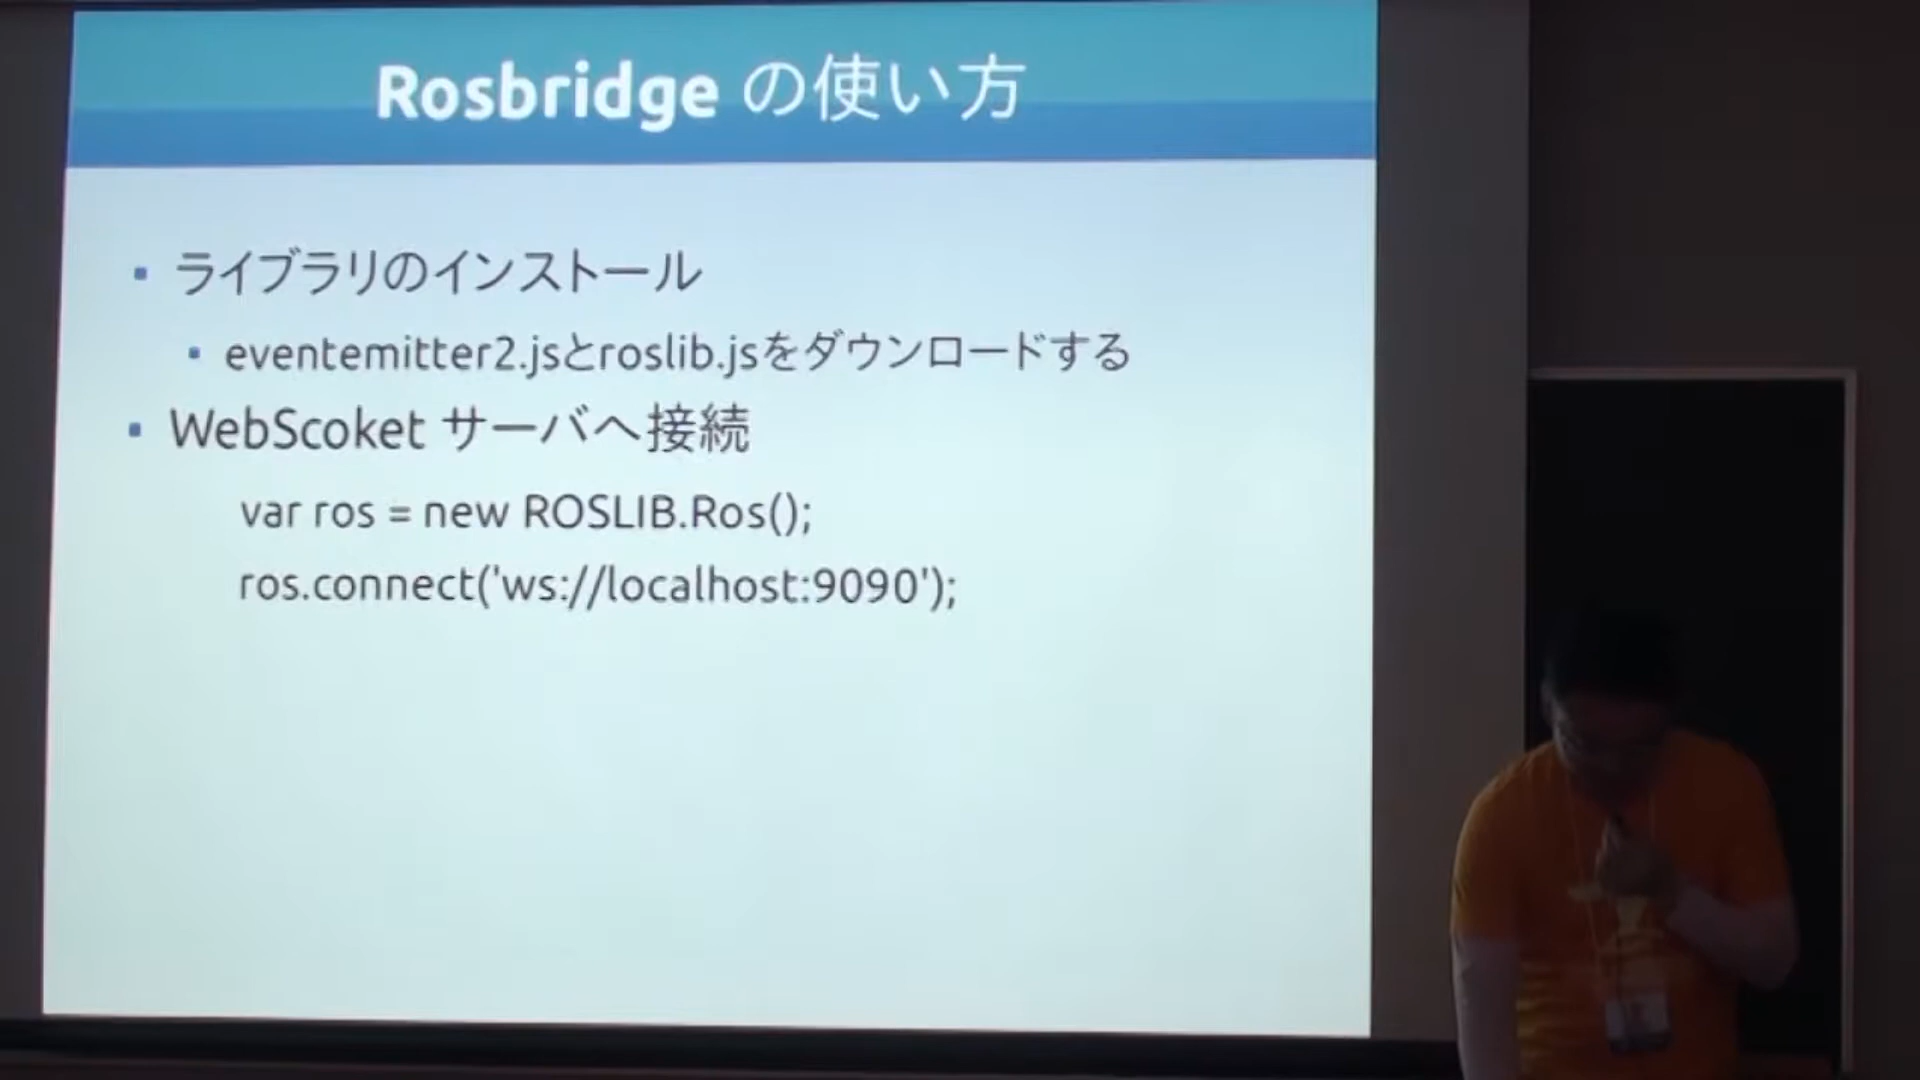 Rosbridge の使い方
ライブラリのインストール
eventemitter2.jsとroslib.jsをダウンロードする
WebScoket サーバへ接続
var ros = new ROSLIB.Ros();
ros.connect('ws://localhost:9090');